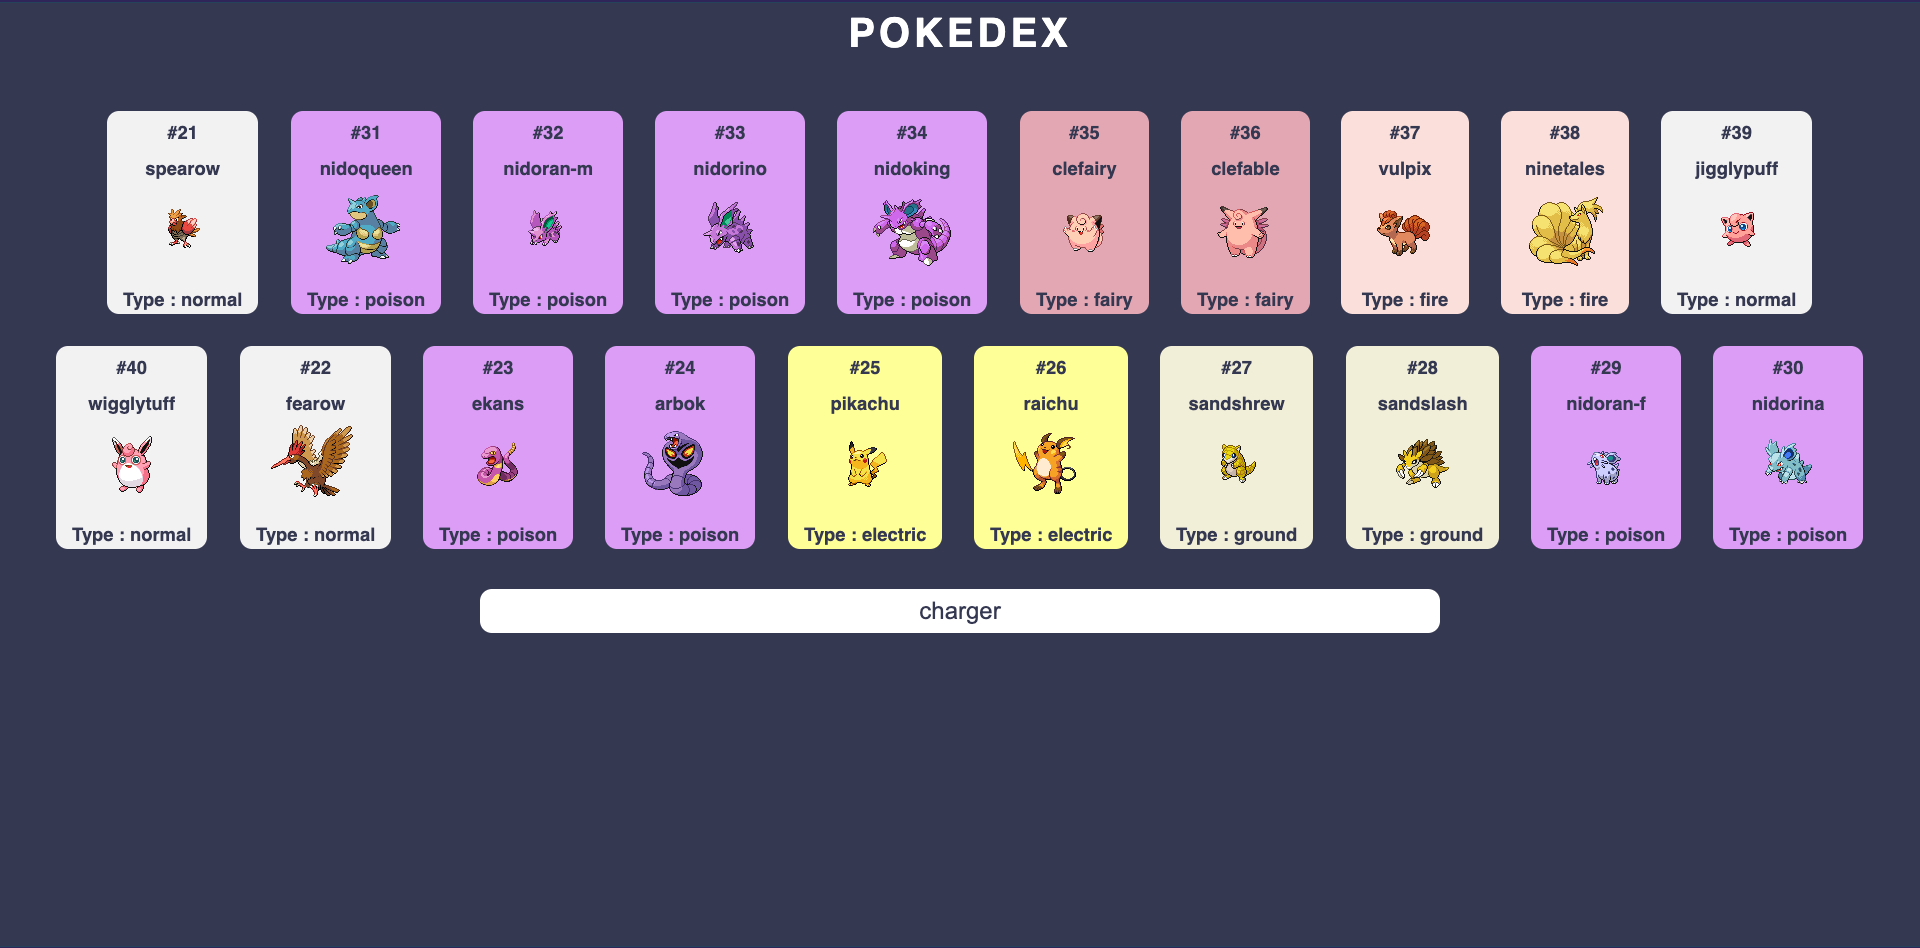 POKEDEX
#21
spearow
Type : normal
#31
nidoqueen
Type : poison
#32
nidoran-m
Type : poison
#33
nidorino
Type : poison
#34
nidoking
Type : poison
#35
clefairy
Type : fairy
#36
clefable
Type : fairy
#37
vulpix
Type : fire
#38
ninetales
Type : fire
#39
jigglypuff
Type : normal
#40
wigglytuff
Type : normal
#22
fearow
Type : normal
#23
ekans
Type : poison
#24
arbok
Type : poison
#25
pikachu
Type : electric
#26
raichu
Type : electric
#27
sandshrew
Type : ground
#28
sandslash
Type : ground
#29
nidoran-f
Type : poison
#30
nidorina
Type : poison
charger